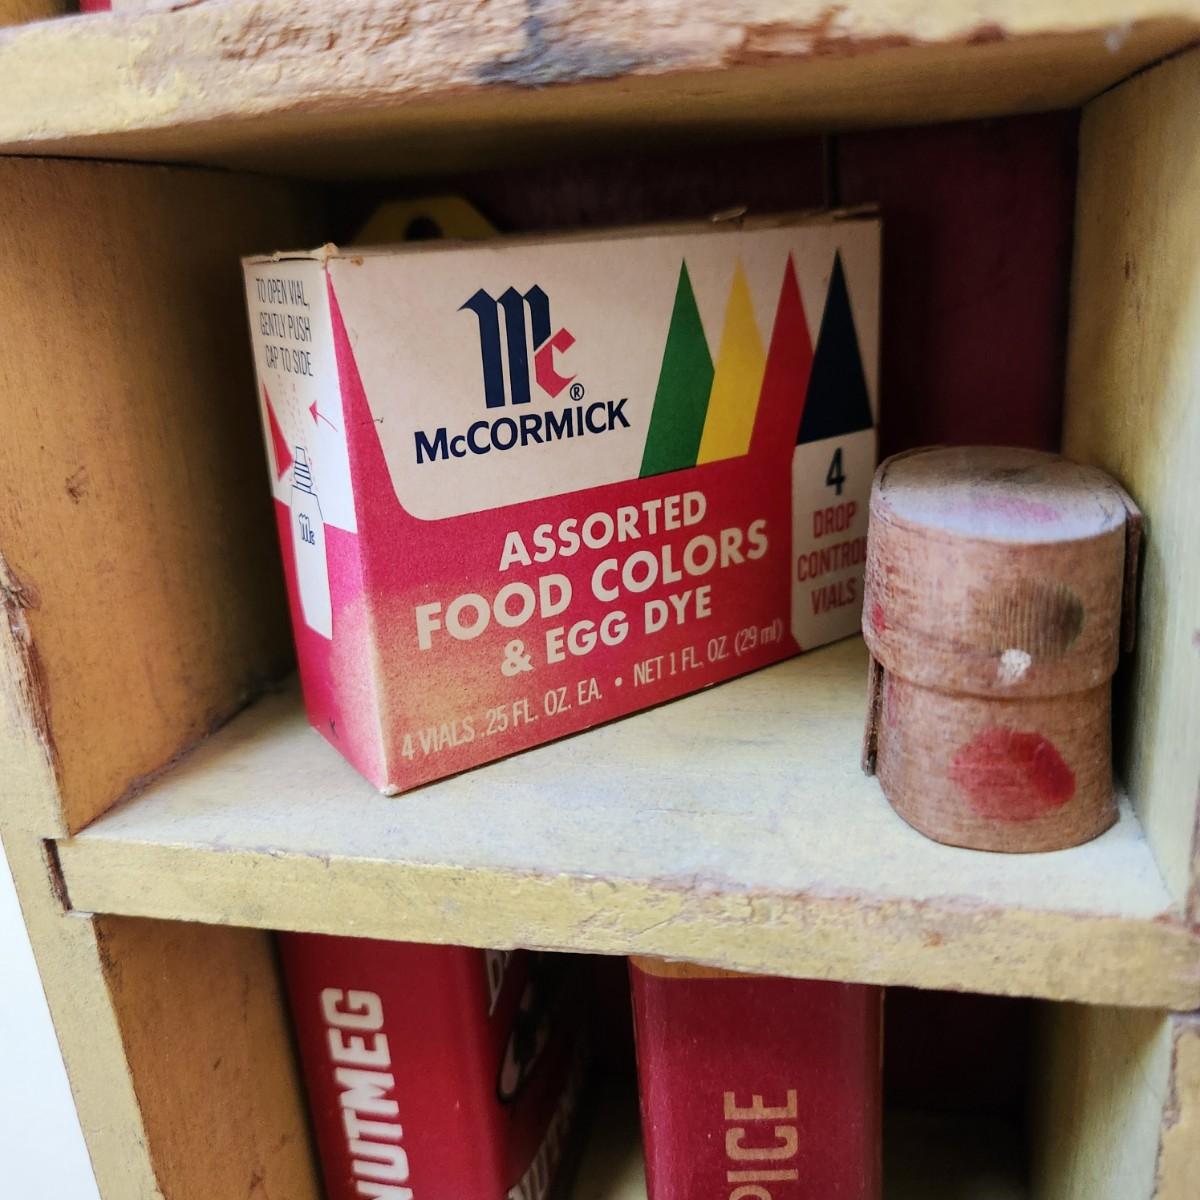 TO OPEN VIAL,
GENTLY PUSH
CAP TO SIDE
Mc
Mc®
McCORMICK
4
DROP
CONTROL
VIALS
ASSORTED
FOOD COLORS
& EGG DYE
4 VIALS .25 FL. OZ. EA. • NET 1 FL. OZ. (29 ml)
NUTMEG
PICE